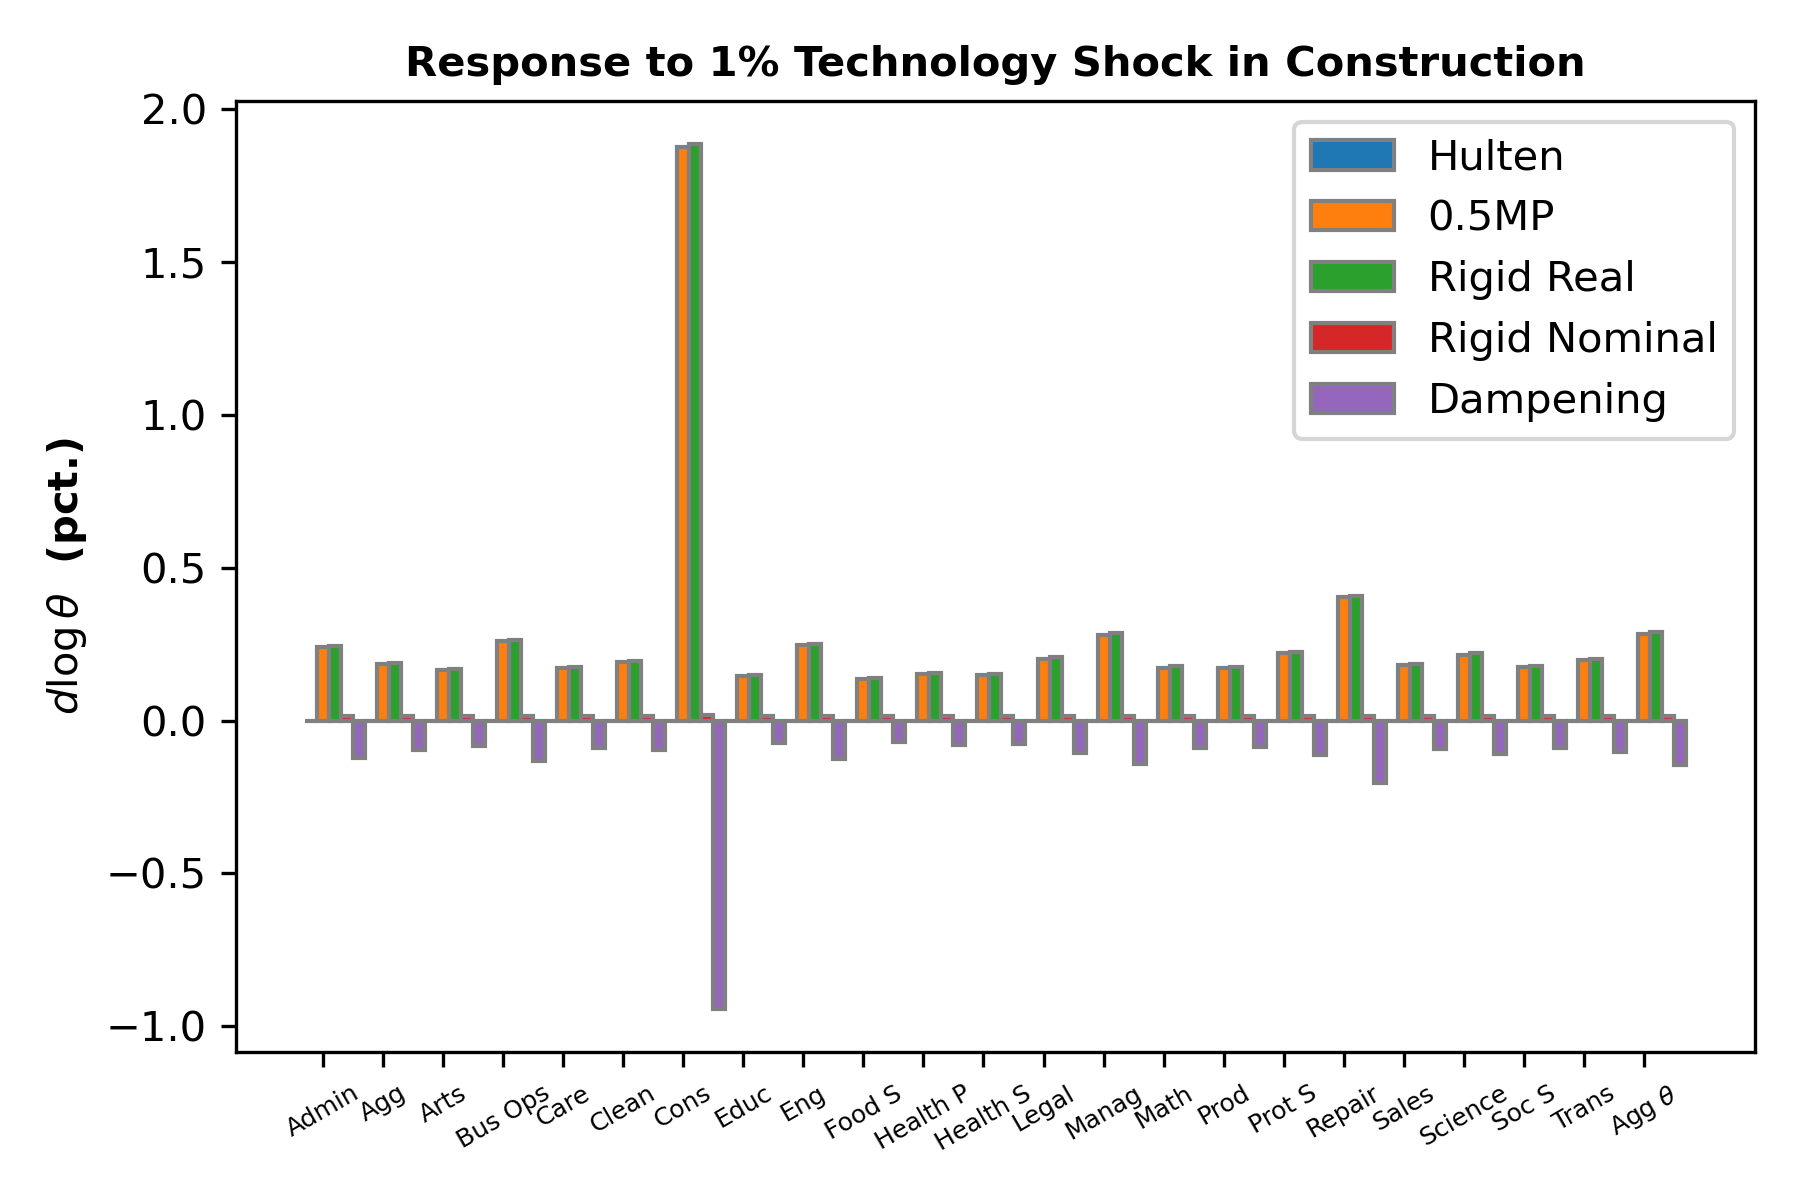 Response to 1% Technology Shock in Construction
d log θ (pct.)
2.0
1.5
1.0
0.5
0.0
−0.5
−1.0
Hulten
0.5MP
Rigid Real
Rigid Nominal
Dampening
Admin
Agg
Arts
Bus Ops
Care
Clean
Cons
Educ
Eng
Food S
Health P
Health S
Legal
Manag
Math
Prod
Prot S
Repair
Sales
Science
Soc S
Trans
Agg θ